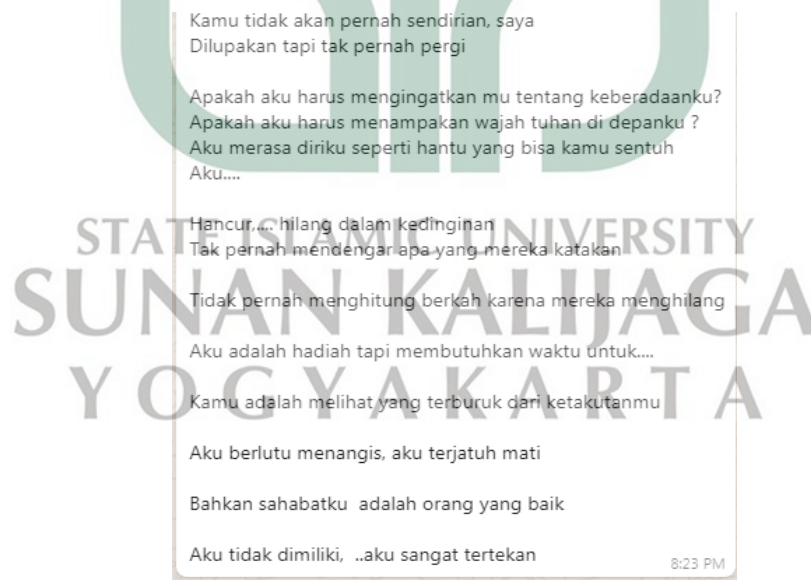 Kamu tidak akan pernah sendirian, saya
Dilupakan tapi tak pernah pergi
Apakah aku harus mengingatkan mu tentang keberadaanku?
Apakah aku harus menampakan wajah tuhan di depanku ?
Aku merasa diriku seperti hantu yang bisa kamu sentuh
Aku....
Hancur,.... hilang dalam kedinginan
STATE ISLAMIC UNIVERSITY
Tak pernah mendengar apa yang mereka katakan
SUNAN KALIJAGA
Tidak pernah menghitung berkah karena mereka menghilang
Aku adalah hadiah tapi membutuhkan waktu untuk....
YOGYAKARTA
Kamu adalah melihat yang terburuk dari ketakutanmu
Aku berlutu menangis, aku terjatuh mati
Bahkan sahabatku adalah orang yang baik
Aku tidak dimiliki, ..aku sangat tertekan
8:23 PM